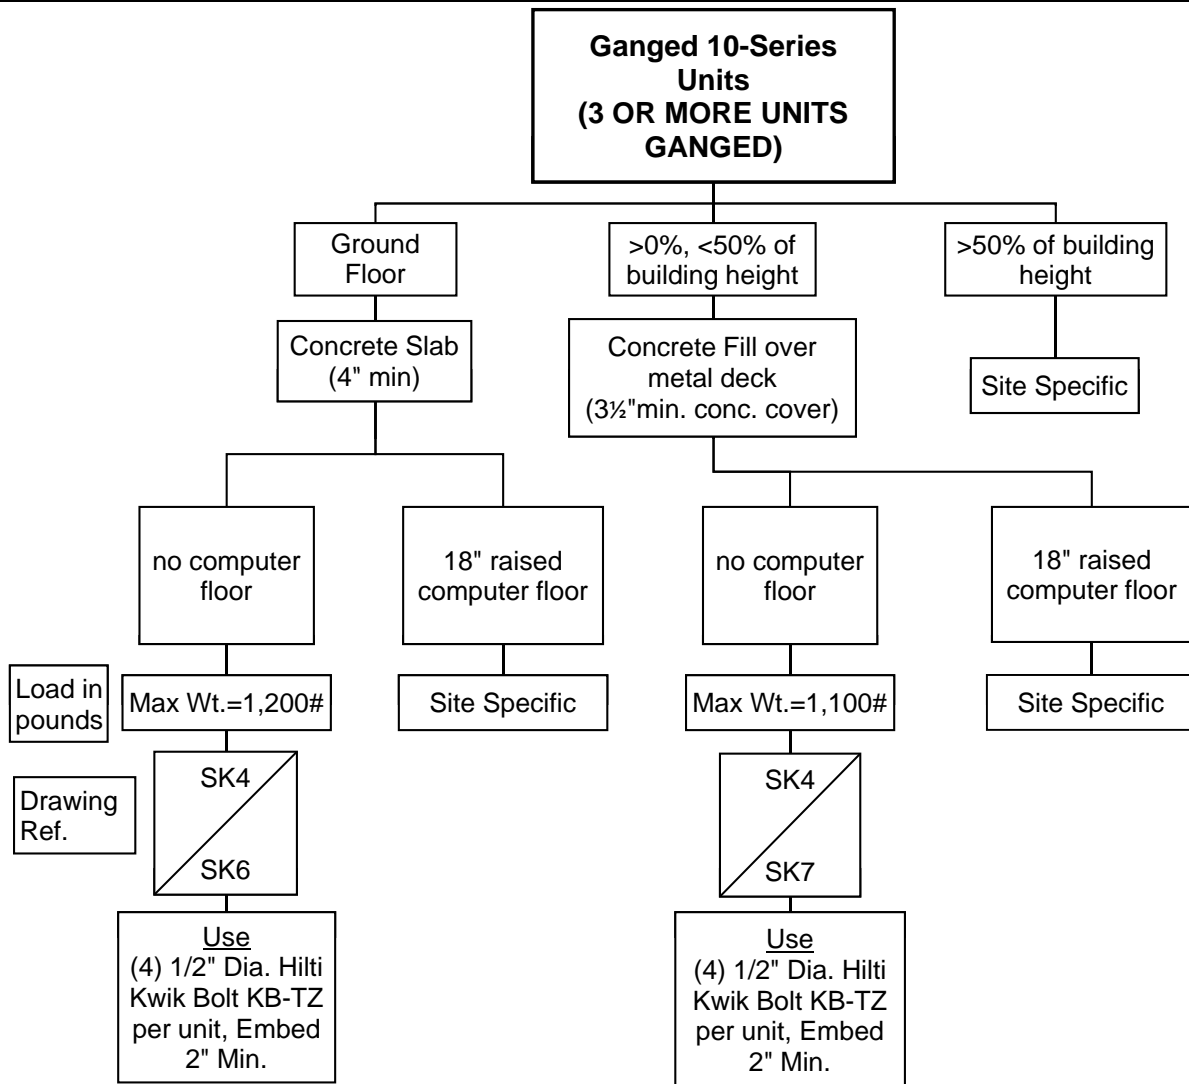 Ganged 10-Series
Units
(3 OR MORE UNITS
GANGED)
Ground
Floor
>0%, <50% of
building height
>50% of building
height
Concrete Slab
(4" min)
Concrete Fill over
metal deck
(3½"min. conc. cover)
Site Specific
no computer
floor
18" raised
computer floor
no computer
floor
18" raised
computer floor
Load in
pounds
Max Wt.=1,200#
Site Specific
Max Wt.=1,100#
Site Specific
Drawing
Ref.
SK4
SK6
SK4
SK7
Use
(4) 1/2" Dia. Hilti
Kwik Bolt KB-TZ
per unit, Embed
2" Min.
Use
(4) 1/2" Dia. Hilti
Kwik Bolt KB-TZ
per unit, Embed
2" Min.